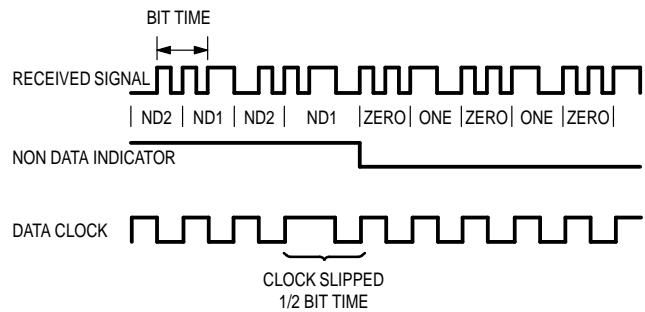 BIT TIME
RECEIVED SIGNAL
| ND2 | ND1 | ND2 | ND1 |ZERO| ONE |ZERO| ONE |ZERO|
NON DATA INDICATOR
DATA CLOCK
CLOCK SLIPPED
1/2 BIT TIME